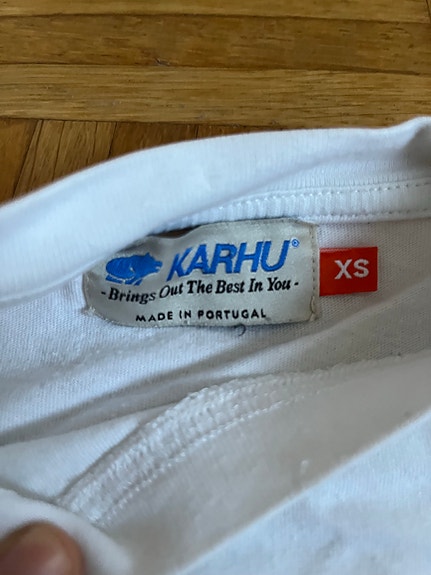 KARHU®
- Brings Out The Best In You -
MADE IN PORTUGAL
XS